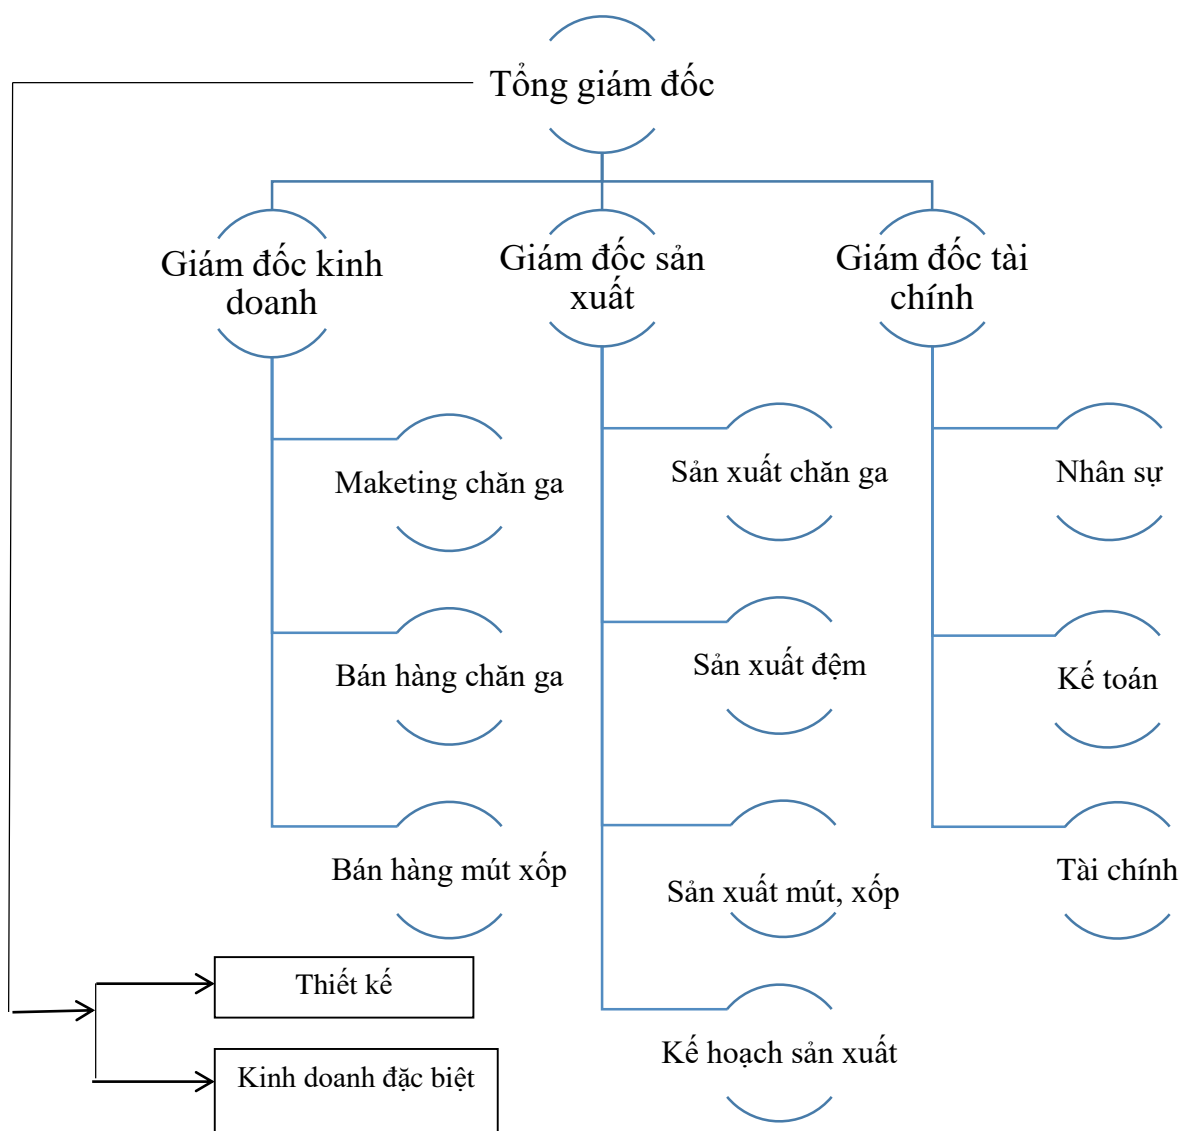 Tổng giám đốc
Giám đốc kinh
doanh
Giám đốc sản
xuất
Giám đốc tài
chính
Maketing chăn ga
Sản xuất chăn ga
Nhân sự
Bán hàng chăn ga
Sản xuất đệm
Kế toán
Bán hàng mút xốp
Sản xuất mút, xốp
Tài chính
Thiết kế
Kế hoạch sản xuất
Kinh doanh đặc biệt